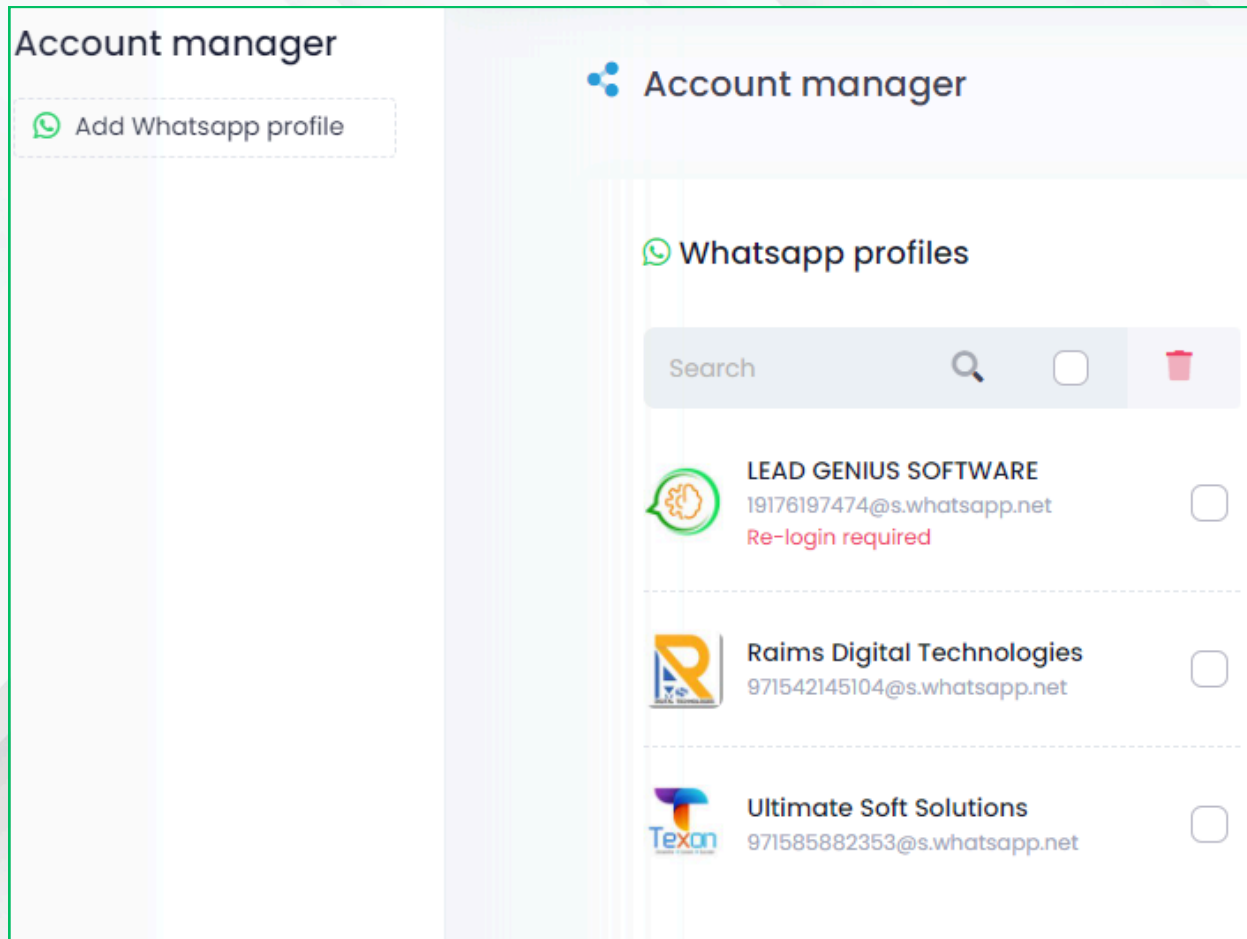 Account manager
Add Whatsapp profile
Account manager
Whatsapp profiles
Search
LEAD GENIUS SOFTWARE
19176197474@s.whatsapp.net
Re-login required
Raims Digital Technologies
971542145104@s.whatsapp.net
Ultimate Soft Solutions
Texon
971585882353@s.whatsapp.net